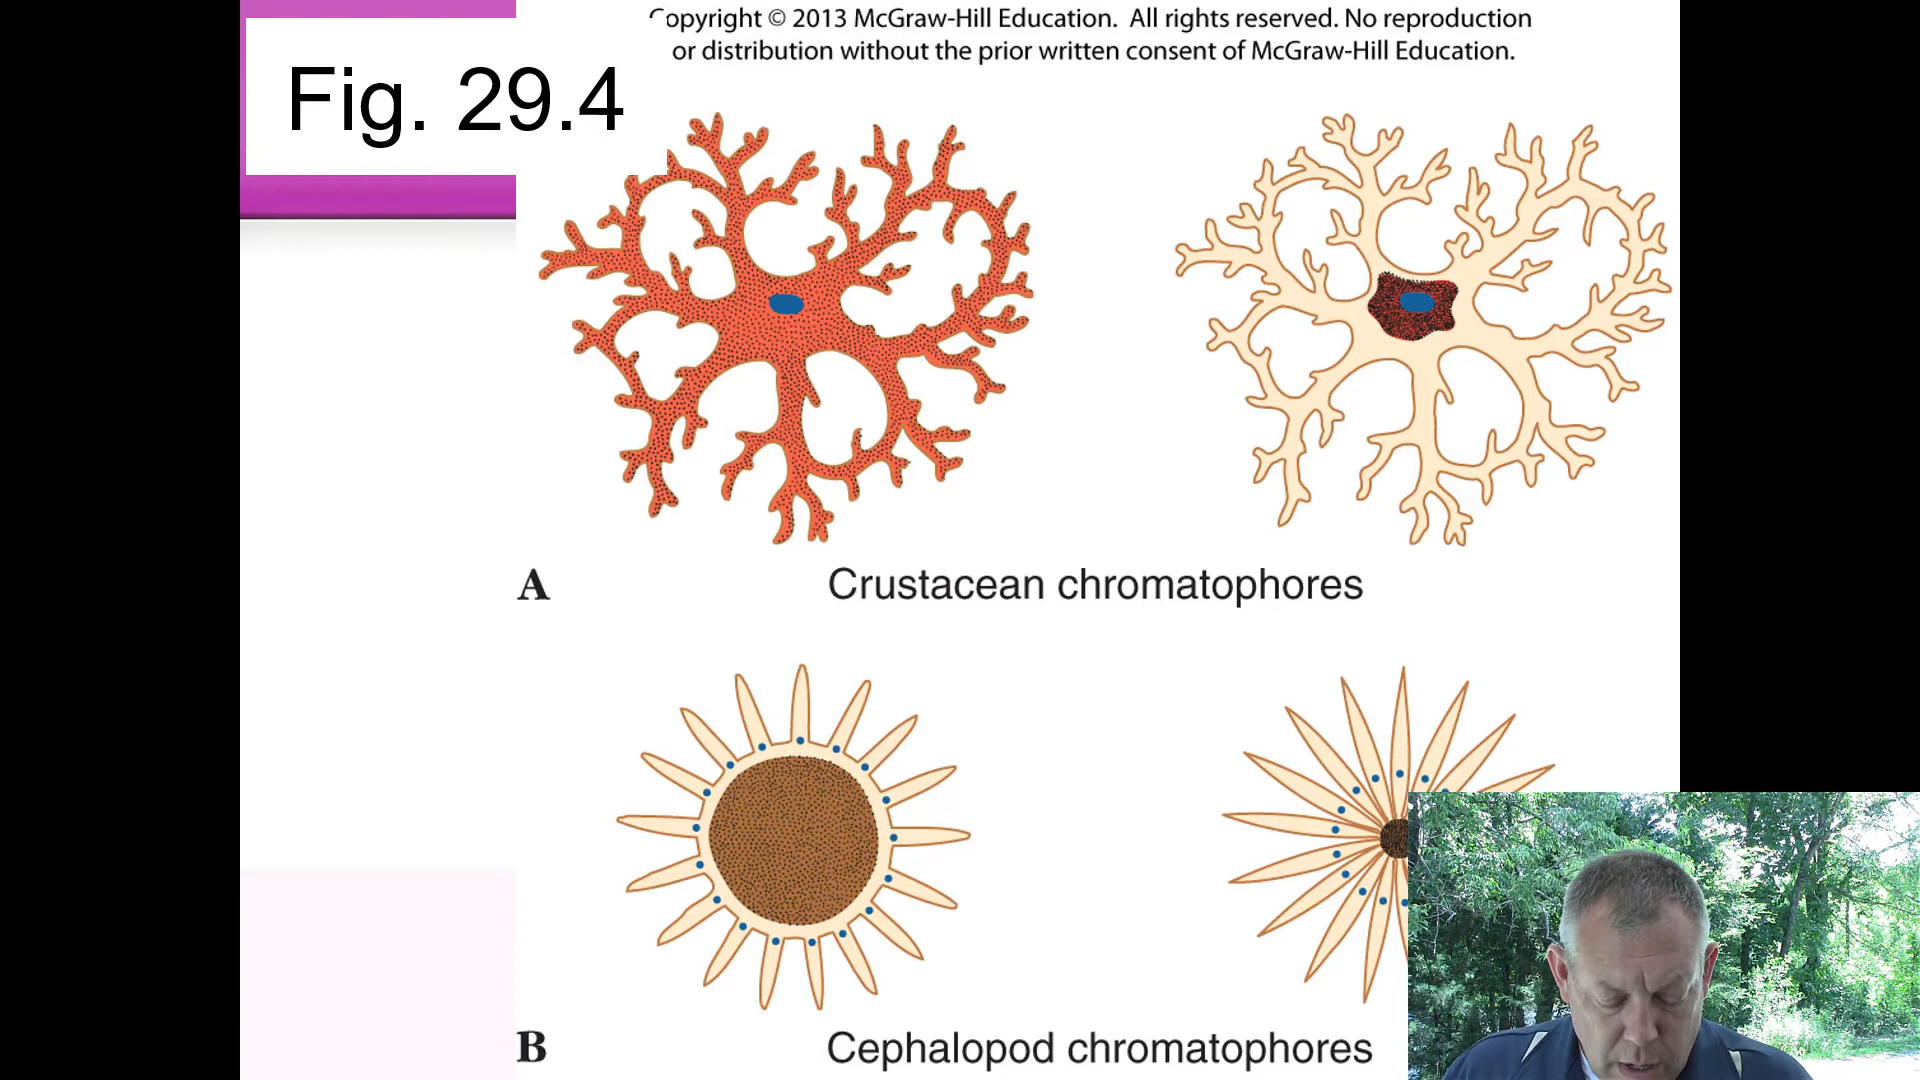 Copyright © 2013 McGraw-Hill Education. All rights reserved. No reproduction
or distribution without the prior written consent of McGraw-Hill Education.
Fig. 29.4
A Crustacean chromatophores
B Cephalopod chromatophores